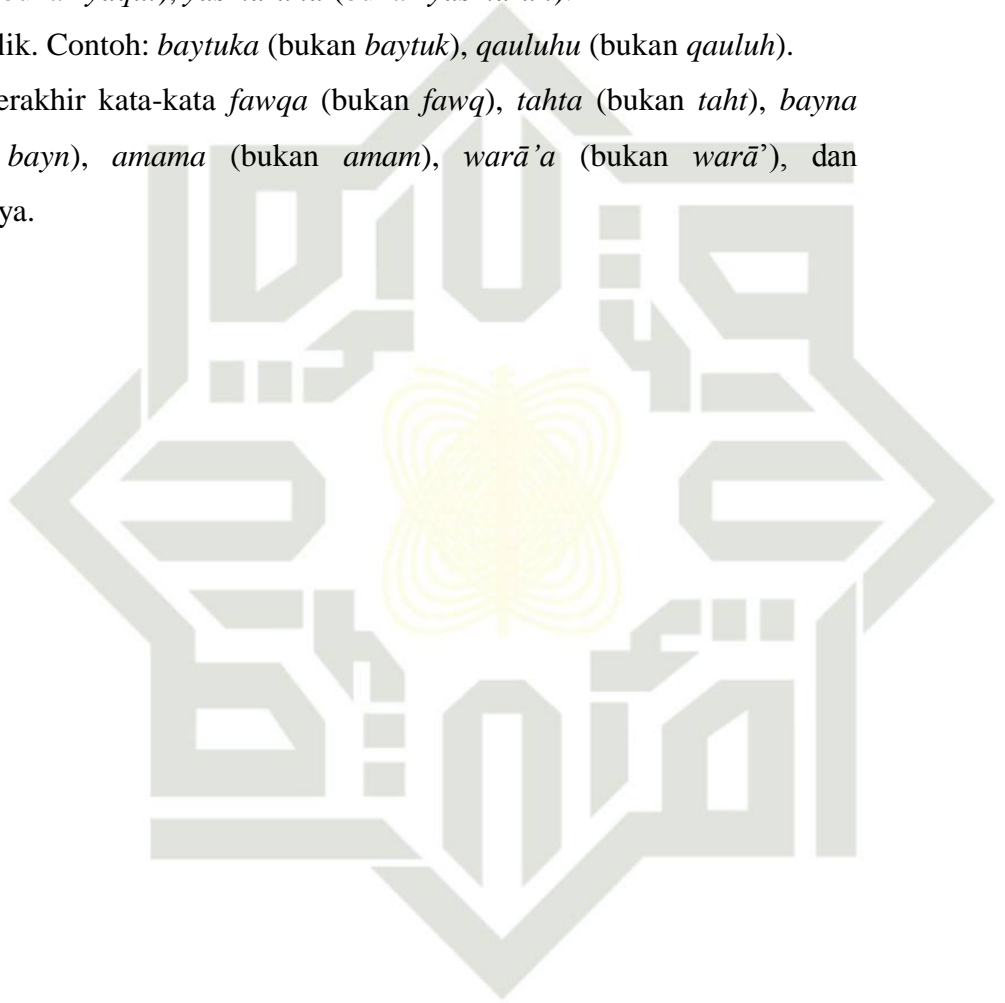 lik. Contoh: baytuka (bukan baytuk), qauluhu (bukan qauluh).
erakhir kata-kata fawqa (bukan fawq), tahta (bukan taht), bayna
bayn), amama (bukan amam), warā'a (bukan warā'), dan
ya.